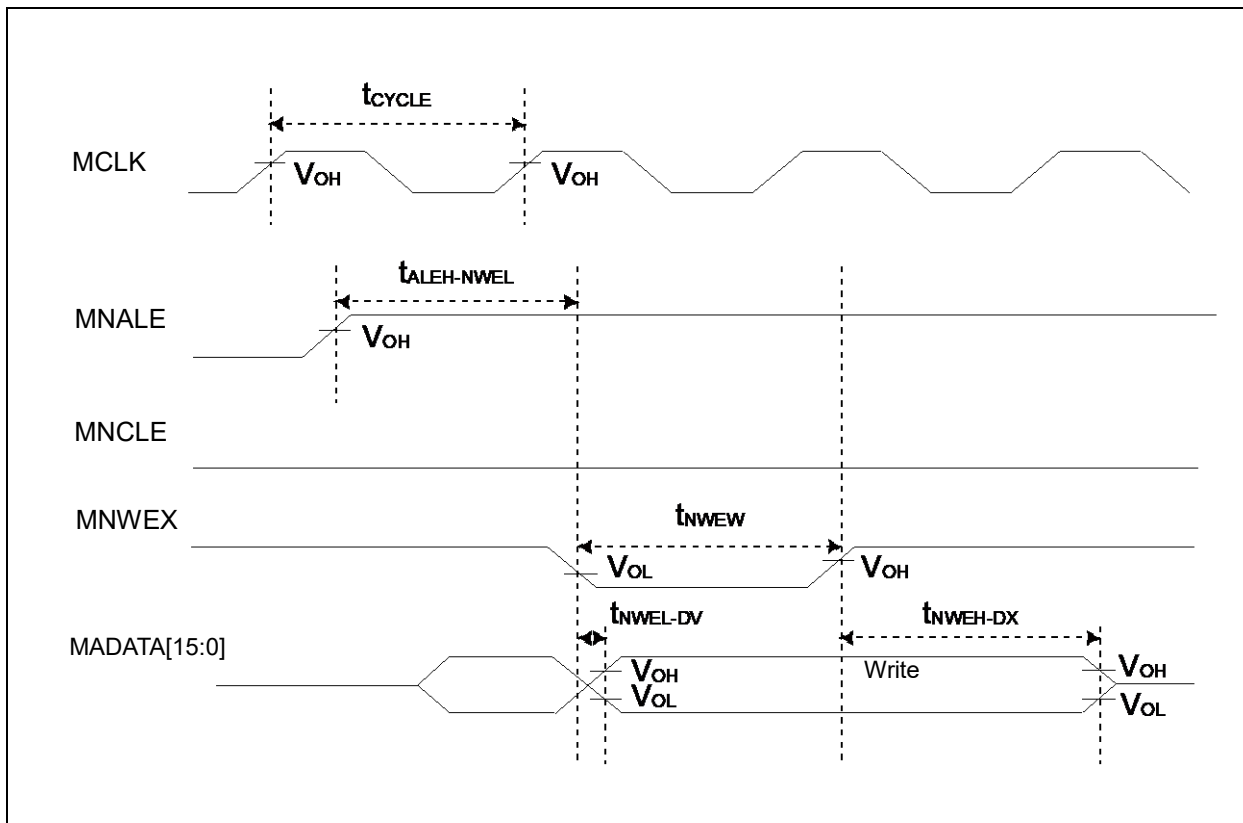 tCYCLE
MCLK
VOH VOH
tALEH-NWEL
MNALE
VOH
MNCLE
MNWEX
tNWEW
VOL VOH
tNWEL-DV tNWEH-DX
MADATA[15:0]
VOH Write VOH
VOL VOL